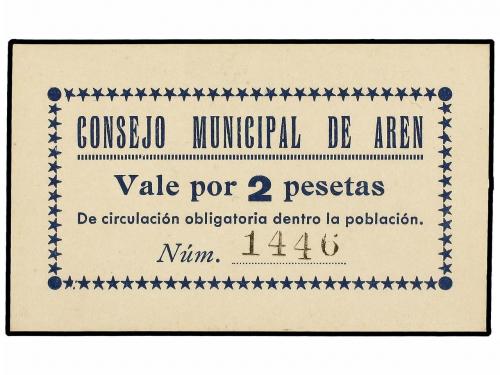 CONSEJO MUNICIPAL DE AREN
Vale por 2 pesetas
De circulación obligatoria dentro la población.
Núm. 1446